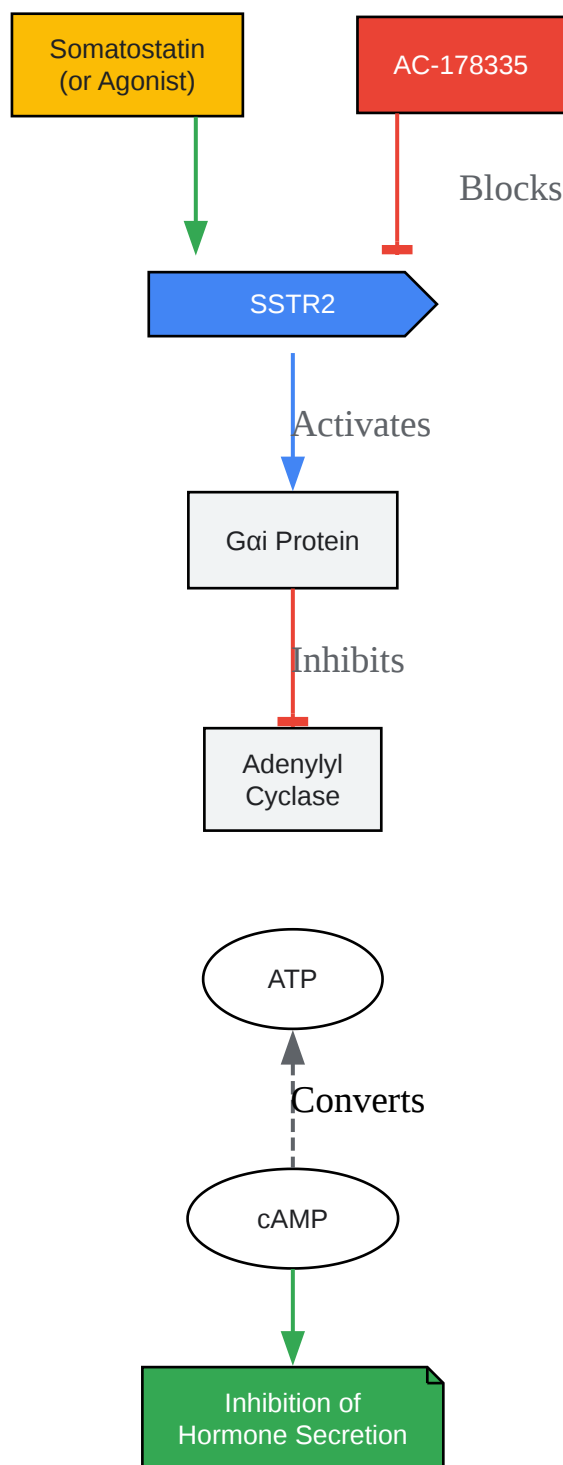 Somatostatin
(or Agonist)
AC-178335
Blocks
SSTR2
Activates
Gαi Protein
Inhibits
Adenylyl
Cyclase
ATP
Converts
cAMP
Inhibition of
Hormone Secretion